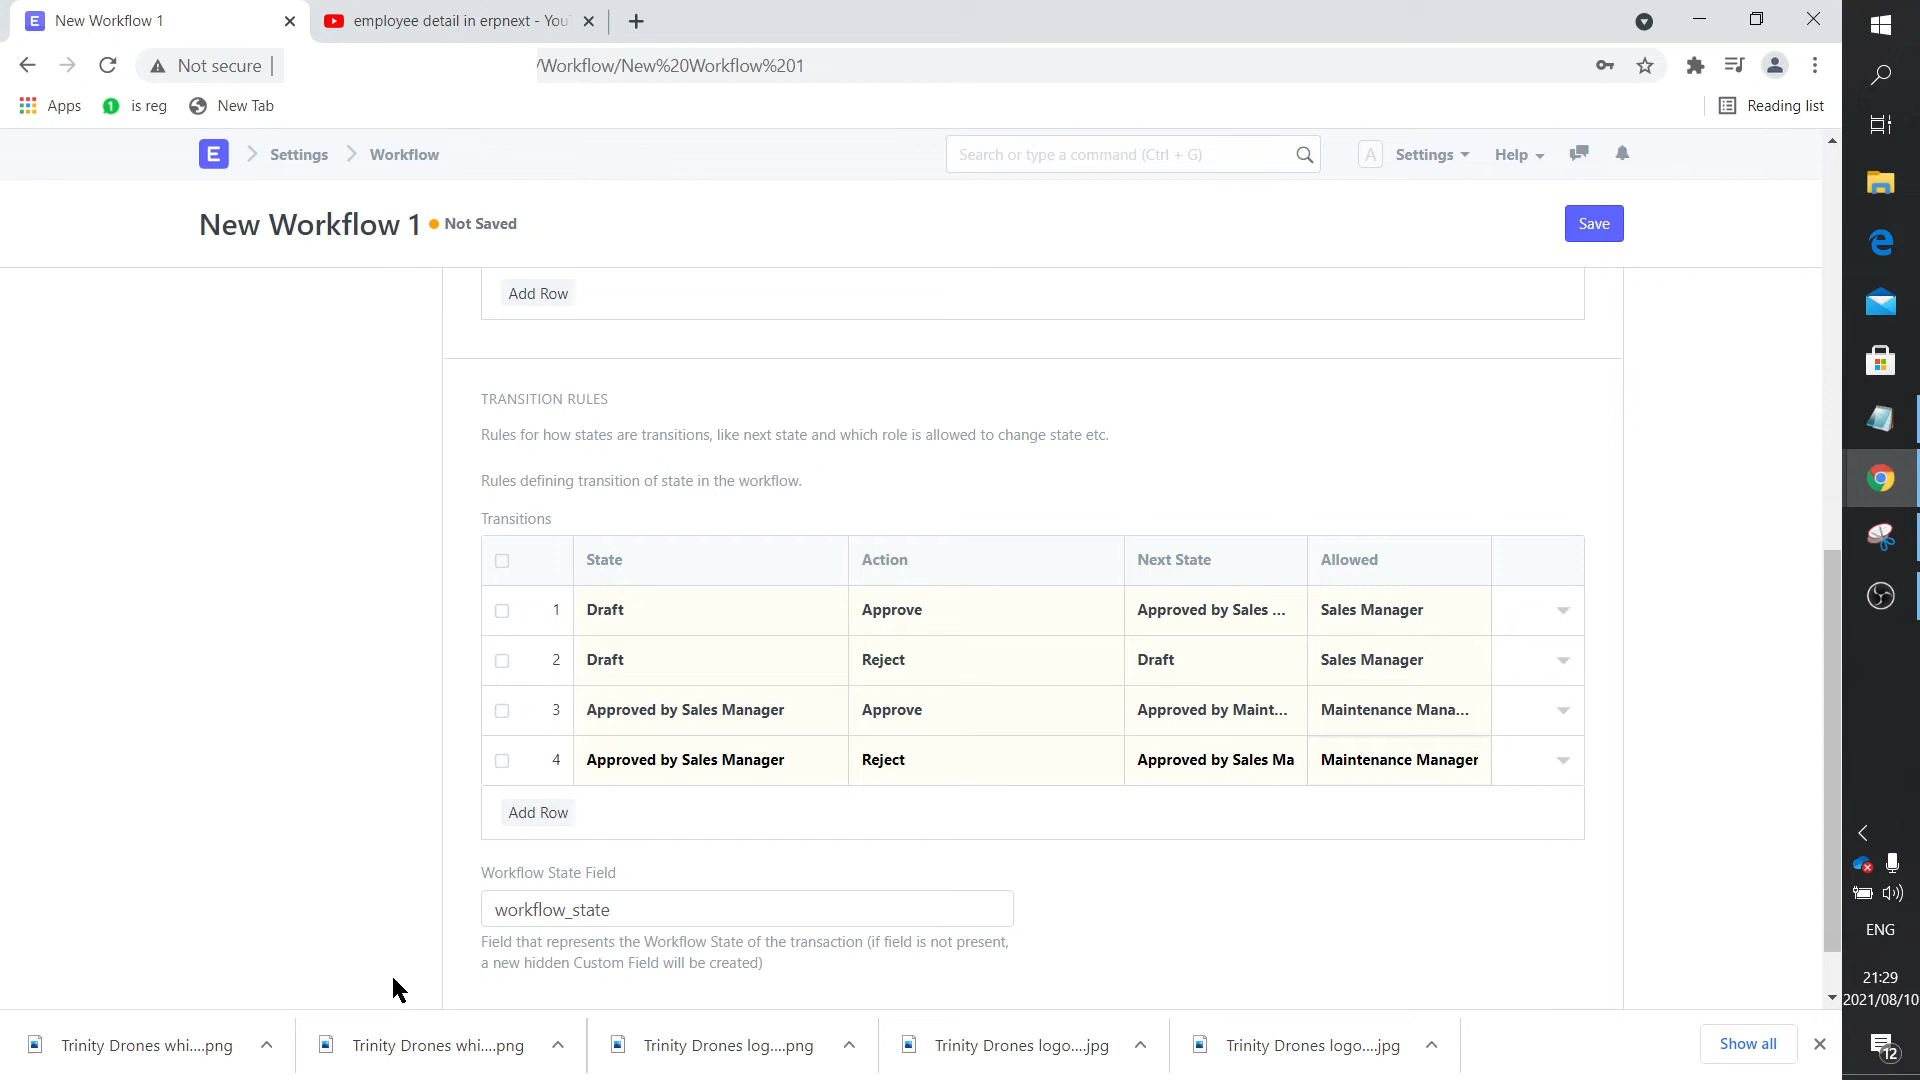 New Workflow 1
employee detail in erpnext - You
Not secure
/Workflow/New%20Workflow%201
Apps
is reg
New Tab
Reading list
E
Settings
Workflow
Search or type a command (Ctrl + G)
A
Settings
Help
New Workflow 1
Not Saved
Save
Add Row
TRANSITION RULES
Rules for how states are transitions, like next state and which role is allowed to change state etc.
Rules defining transition of state in the workflow.
Transitions
State Action Next State Allowed
1 Draft Approve Approved by Sales ... Sales Manager
2 Draft Reject Draft Sales Manager
3 Approved by Sales Manager Approve Approved by Maint... Maintenance Mana...
4 Approved by Sales Manager Reject Approved by Sales Ma Maintenance Manager
Add Row
Workflow State Field
workflow_state
Field that represents the Workflow State of the transaction (if field is not present,
a new hidden Custom Field will be created)
Trinity Drones whi....png
Trinity Drones whi....png
Trinity Drones log....png
Trinity Drones logo....jpg
Trinity Drones logo....jpg
Show all
ENG
21:29
2021/08/10
12